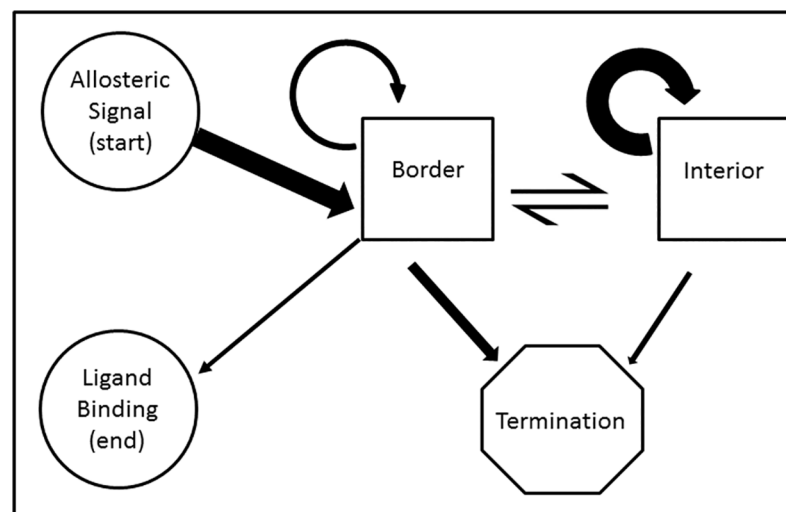 Allosteric
Signal
(start)
Border
Interior
Ligand
Binding
(end)
Termination